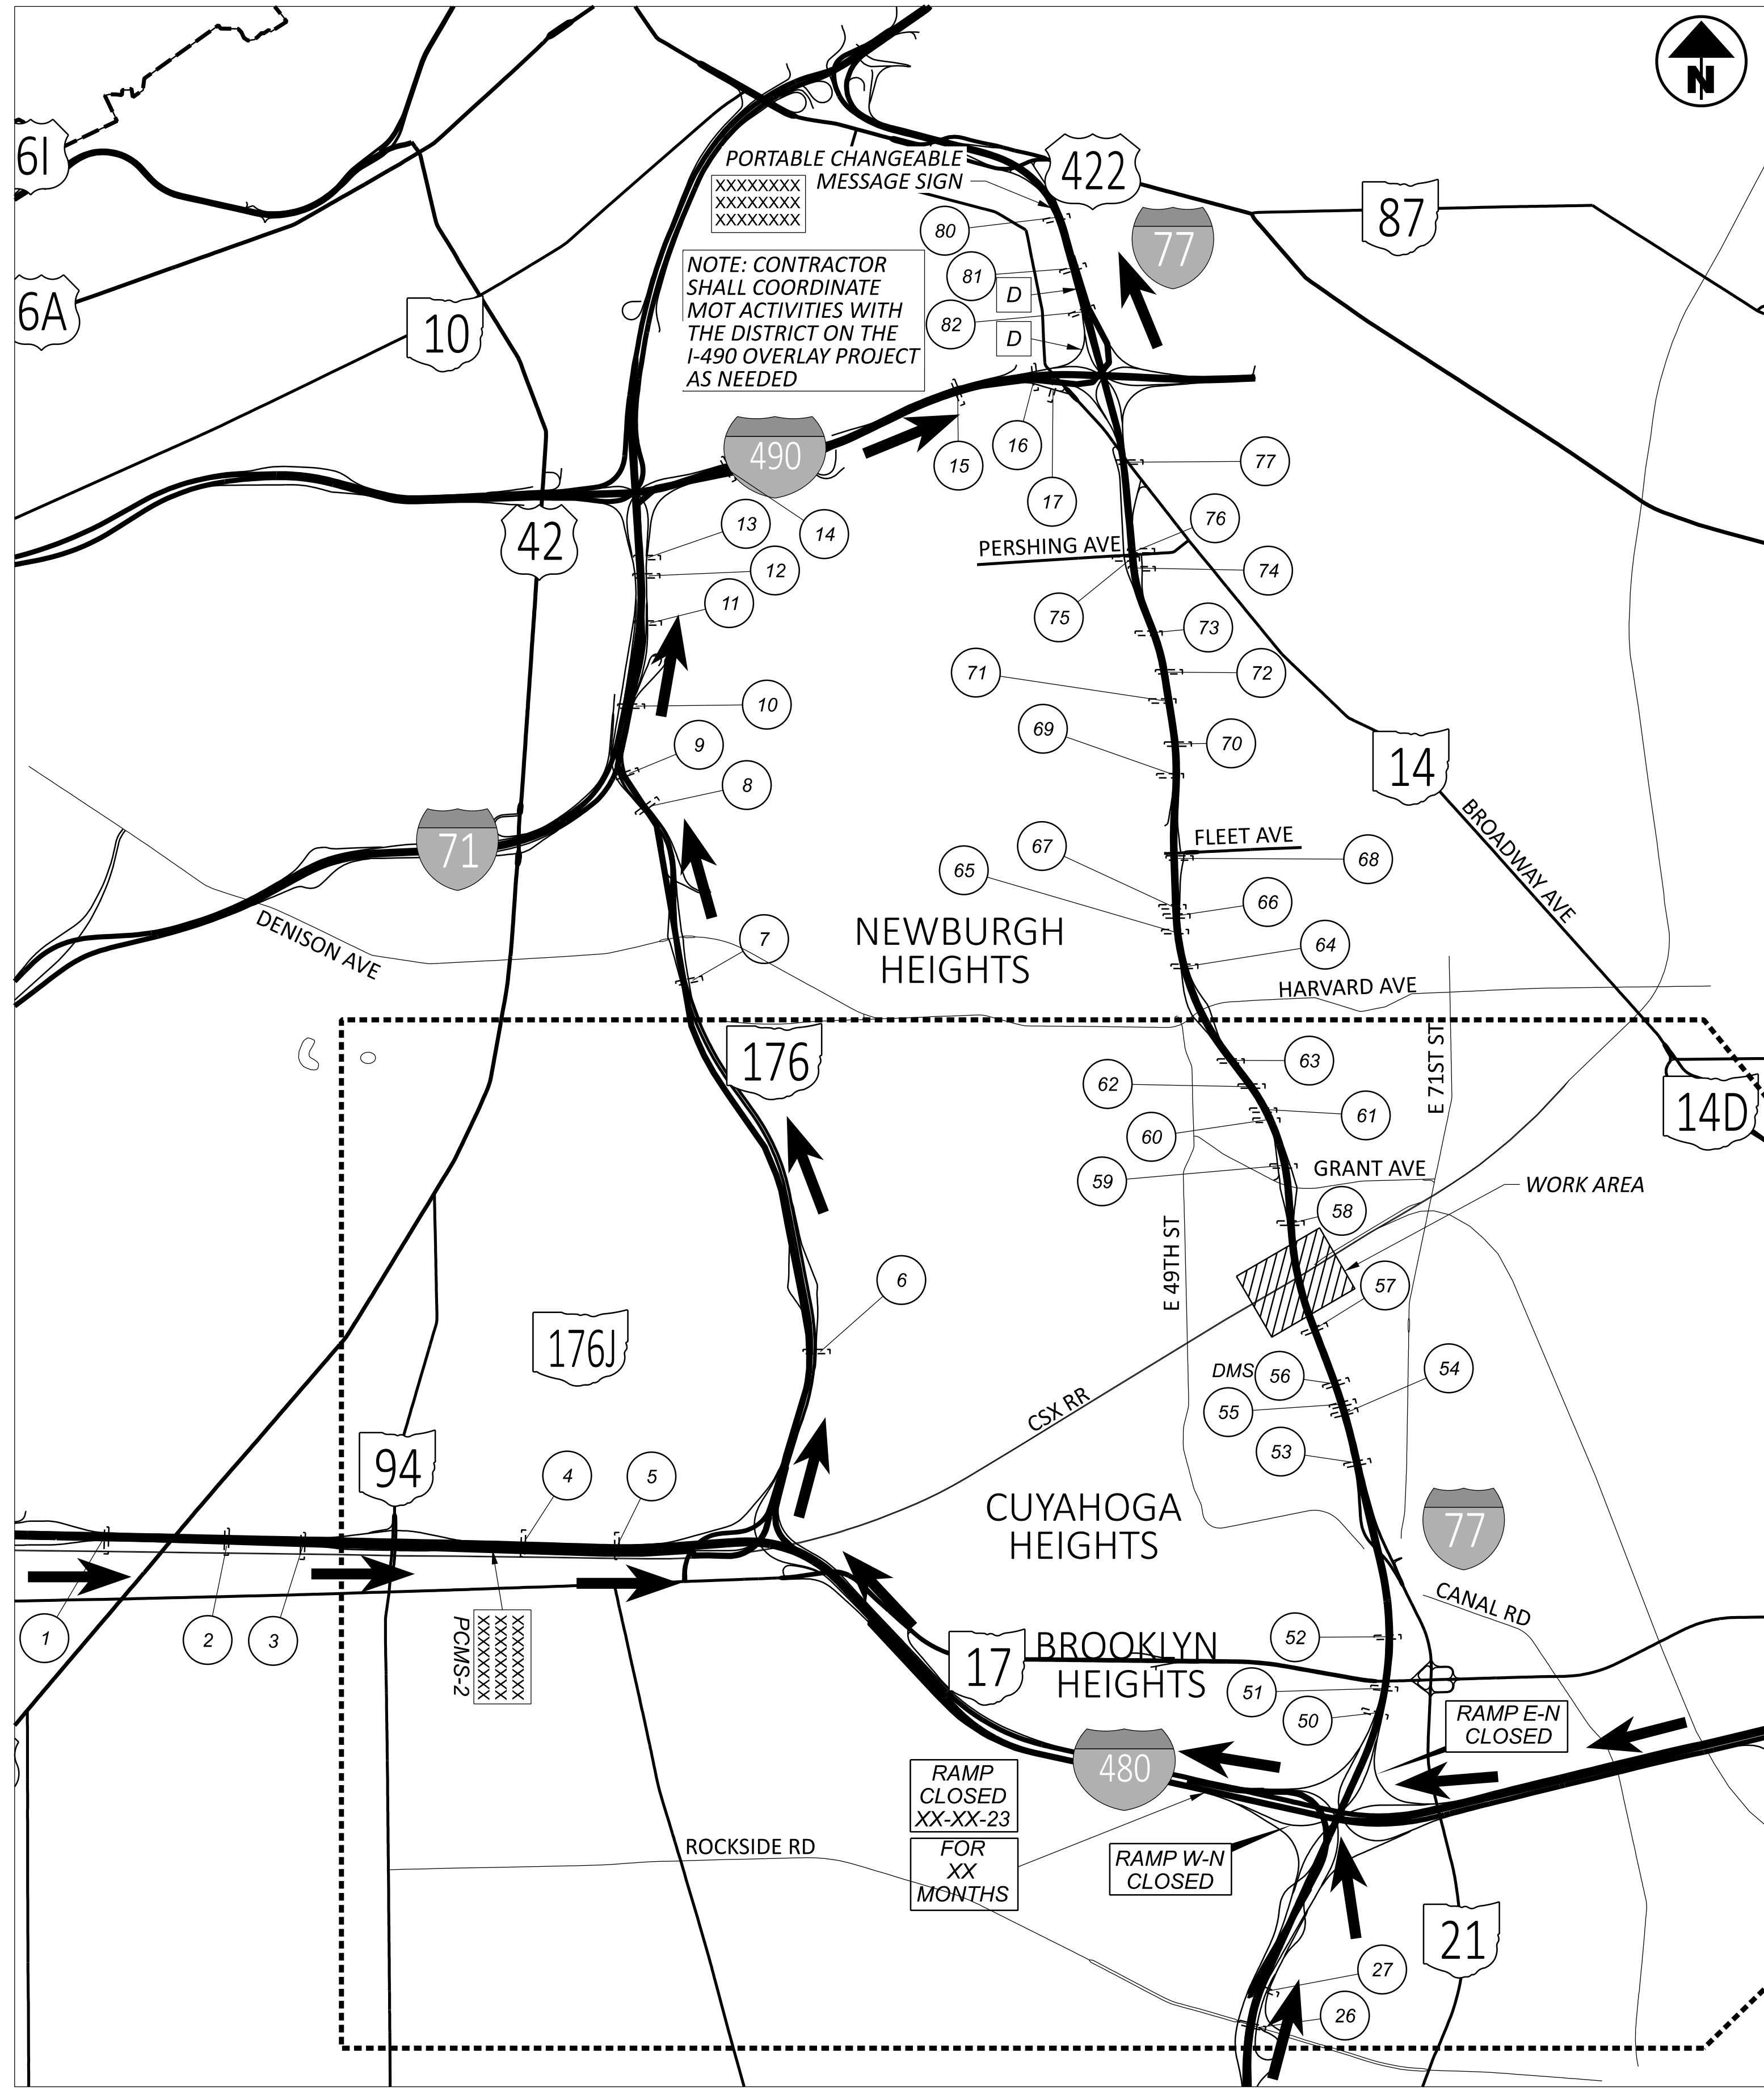 N
6I
422
PORTABLE CHANGEABLE
MESSAGE SIGN
XXXXXXXX
XXXXXXXX
XXXXXXXX
87
77
80
81
D
82
D
6A
10
NOTE: CONTRACTOR
SHALL COORDINATE
MOT ACTIVITIES WITH
THE DISTRICT ON THE
I-490 OVERLAY PROJECT
AS NEEDED
490
15
16
17
77
13
14
76
42
PERSHING AVE
12
74
11
75
73
71
72
10
69
70
9
8
14
BROADWAY AVE
71
FLEET AVE
67
68
65
66
DENISON AVE
NEWBURGH
HEIGHTS
7
64
HARVARD AVE
176
63
E 71ST ST
62
61
14D
60
59
GRANT AVE
WORK AREA
58
E 49TH ST
6
57
176J
DMS
56
54
55
CSX RR
53
94
4
5
CUYAHOGA
HEIGHTS
77
CANAL RD
1
2
3
PCMS-2
XXXXXXXX
XXXXXXXX
XXXXXXXX
17
BROOKLYN
HEIGHTS
52
51
50
RAMP E-N
CLOSED
480
RAMP
CLOSED
XX-XX-23
FOR
XX
MONTHS
ROCKSIDE RD
RAMP W-N
CLOSED
21
27
26